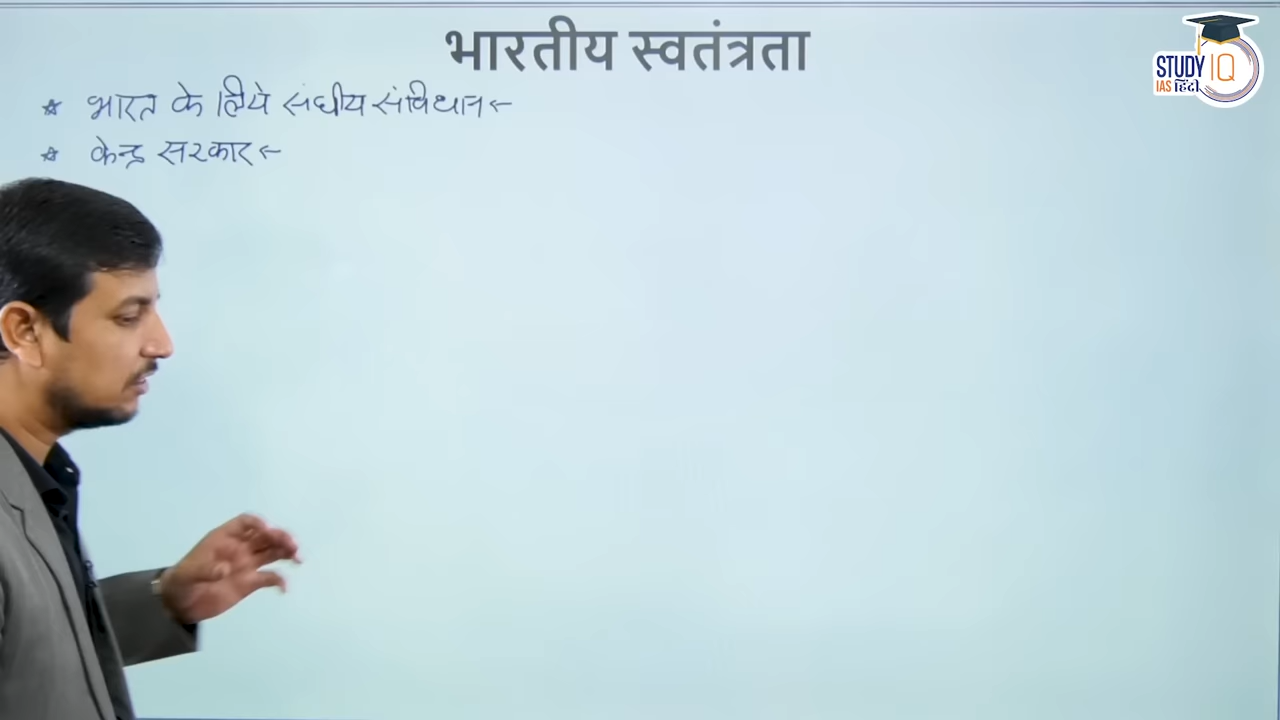 भारतीय स्वतंत्रता
* भारत के लिये संघीय संविधान ←
* केन्द्र सरकार ←
STUDY IQ
IAS हिंदी